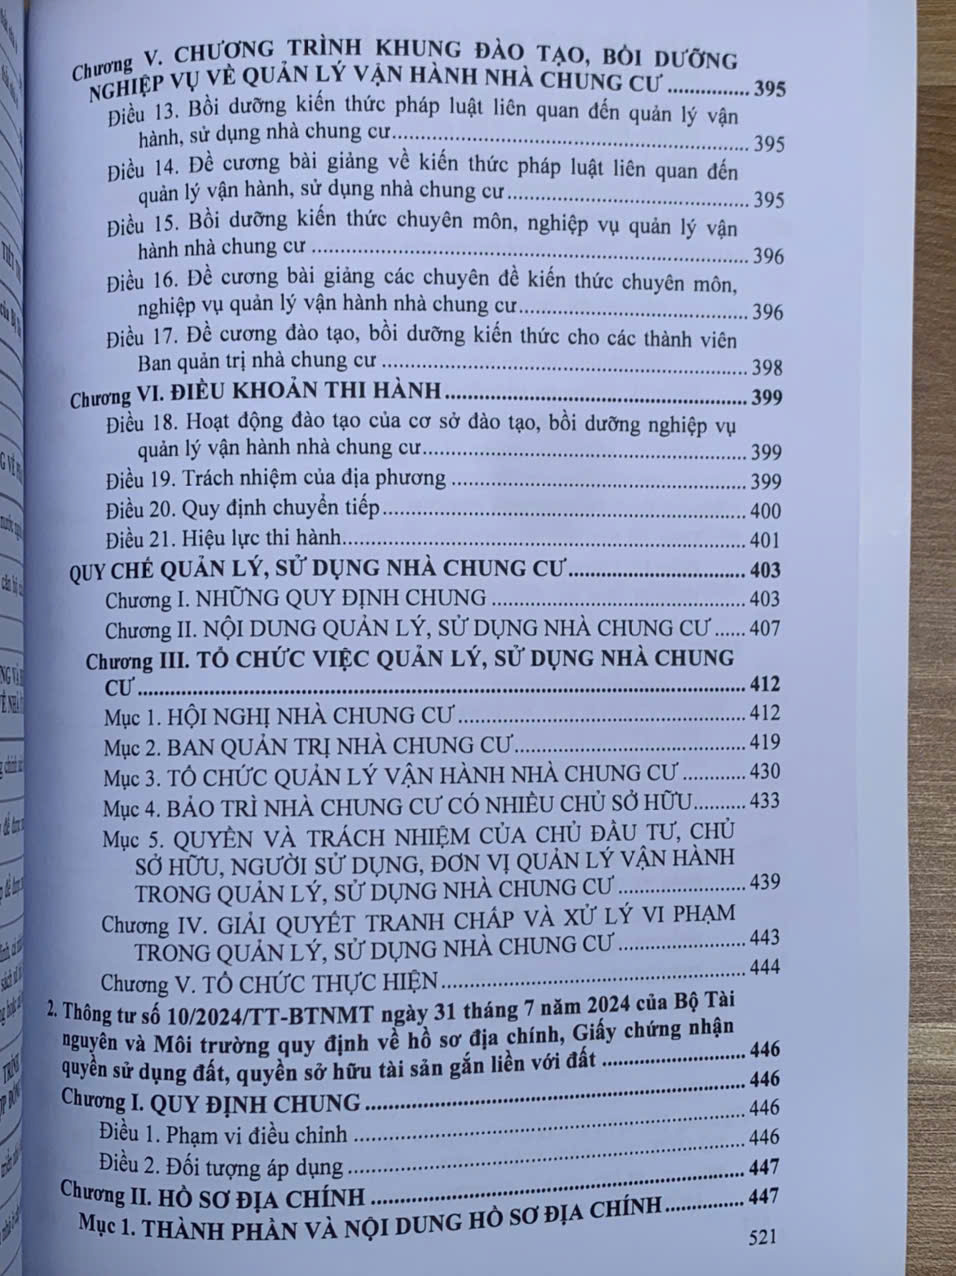 Chương V. CHƯƠNG TRÌNH KHUNG ĐÀO TẠO, BỒI DƯỠNG
NGHIỆP VỤ VỀ QUẢN LÝ VẬN HÀNH NHÀ CHUNG CƯ ............... 395
Điều 13. Bồi dưỡng kiến thức pháp luật liên quan đến quản lý vận
hành, sử dụng nhà chung cư............... 395
Điều 14. Đề cương bài giảng về kiến thức pháp luật liên quan đến
quản lý vận hành, sử dụng nhà chung cư............... 395
Điều 15. Bồi dưỡng kiến thức chuyên môn, nghiệp vụ quản lý vận
hành nhà chung cư ............... 396
Điều 16. Đề cương bài giảng các chuyên đề kiến thức chuyên môn,
nghiệp vụ quản lý vận hành nhà chung cư............... 396
Điều 17. Đề cương đào tạo, bồi dưỡng kiến thức cho các thành viên
Ban quản trị nhà chung cư ............... 398
Chương VI. ĐIỀU KHOẢN THI HÀNH ............... 399
Điều 18. Hoạt động đào tạo của cơ sở đào tạo, bồi dưỡng nghiệp vụ
quản lý vận hành nhà chung cư............... 399
Điều 19. Trách nhiệm của địa phương ............... 399
Điều 20. Quy định chuyển tiếp............... 400
Điều 21. Hiệu lực thi hành............... 401
QUY CHẾ QUẢN LÝ, SỬ DỤNG NHÀ CHUNG CƯ............... 403
Chương I. NHỮNG QUY ĐỊNH CHUNG ............... 403
Chương II. NỘI DUNG QUẢN LÝ, SỬ DỤNG NHÀ CHUNG CƯ ...... 407
Chương III. TỔ CHỨC VIỆC QUẢN LÝ, SỬ DỤNG NHÀ CHUNG
CƯ ............... 412
Mục 1. HỘI NGHỊ NHÀ CHUNG CƯ ............... 412
Mục 2. BAN QUẢN TRỊ NHÀ CHUNG CƯ............... 419
Mục 3. TỔ CHỨC QUẢN LÝ VẬN HÀNH NHÀ CHUNG CƯ ........... 430
Mục 4. BẢO TRÌ NHÀ CHUNG CƯ CÓ NHIỀU CHỦ SỞ HỮU......... 433
Mục 5. QUYỀN VÀ TRÁCH NHIỆM CỦA CHỦ ĐẦU TƯ, CHỦ
SỞ HỮU, NGƯỜI SỬ DỤNG, ĐƠN VỊ QUẢN LÝ VẬN HÀNH
TRONG QUẢN LÝ, SỬ DỤNG NHÀ CHUNG CƯ ............... 439
Chương IV. GIẢI QUYẾT TRANH CHẤP VÀ XỬ LÝ VI PHẠM
TRONG QUẢN LÝ, SỬ DỤNG NHÀ CHUNG CƯ ............... 443
Chương V. TỔ CHỨC THỰC HIỆN............... 444
2. Thông tư số 10/2024/TT-BTNMT ngày 31 tháng 7 năm 2024 của Bộ Tài
nguyên và Môi trường quy định về hồ sơ địa chính, Giấy chứng nhận
quyền sử dụng đất, quyền sở hữu tài sản gắn liền với đất ............... 446
Chương I. QUY ĐỊNH CHUNG ............... 446
Điều 1. Phạm vi điều chỉnh ............... 446
Điều 2. Đối tượng áp dụng ............... 446
Chương II. HỒ SƠ ĐỊA CHÍNH ............... 447
Mục 1. THÀNH PHẦN VÀ NỘI DUNG HỒ SƠ ĐỊA CHÍNH ............... 447
521